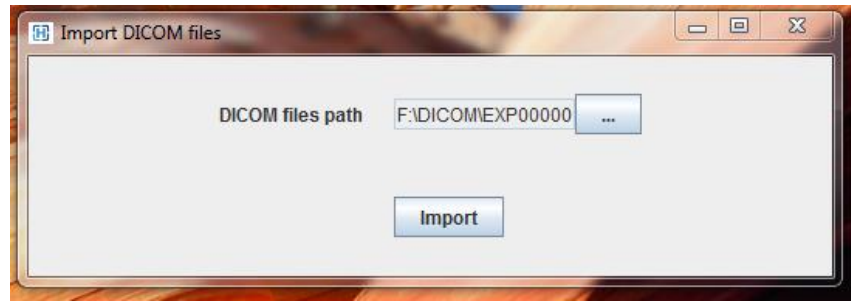 Import DICOM files
DICOM files path F:\DICOM\EXP00000 ...
Import